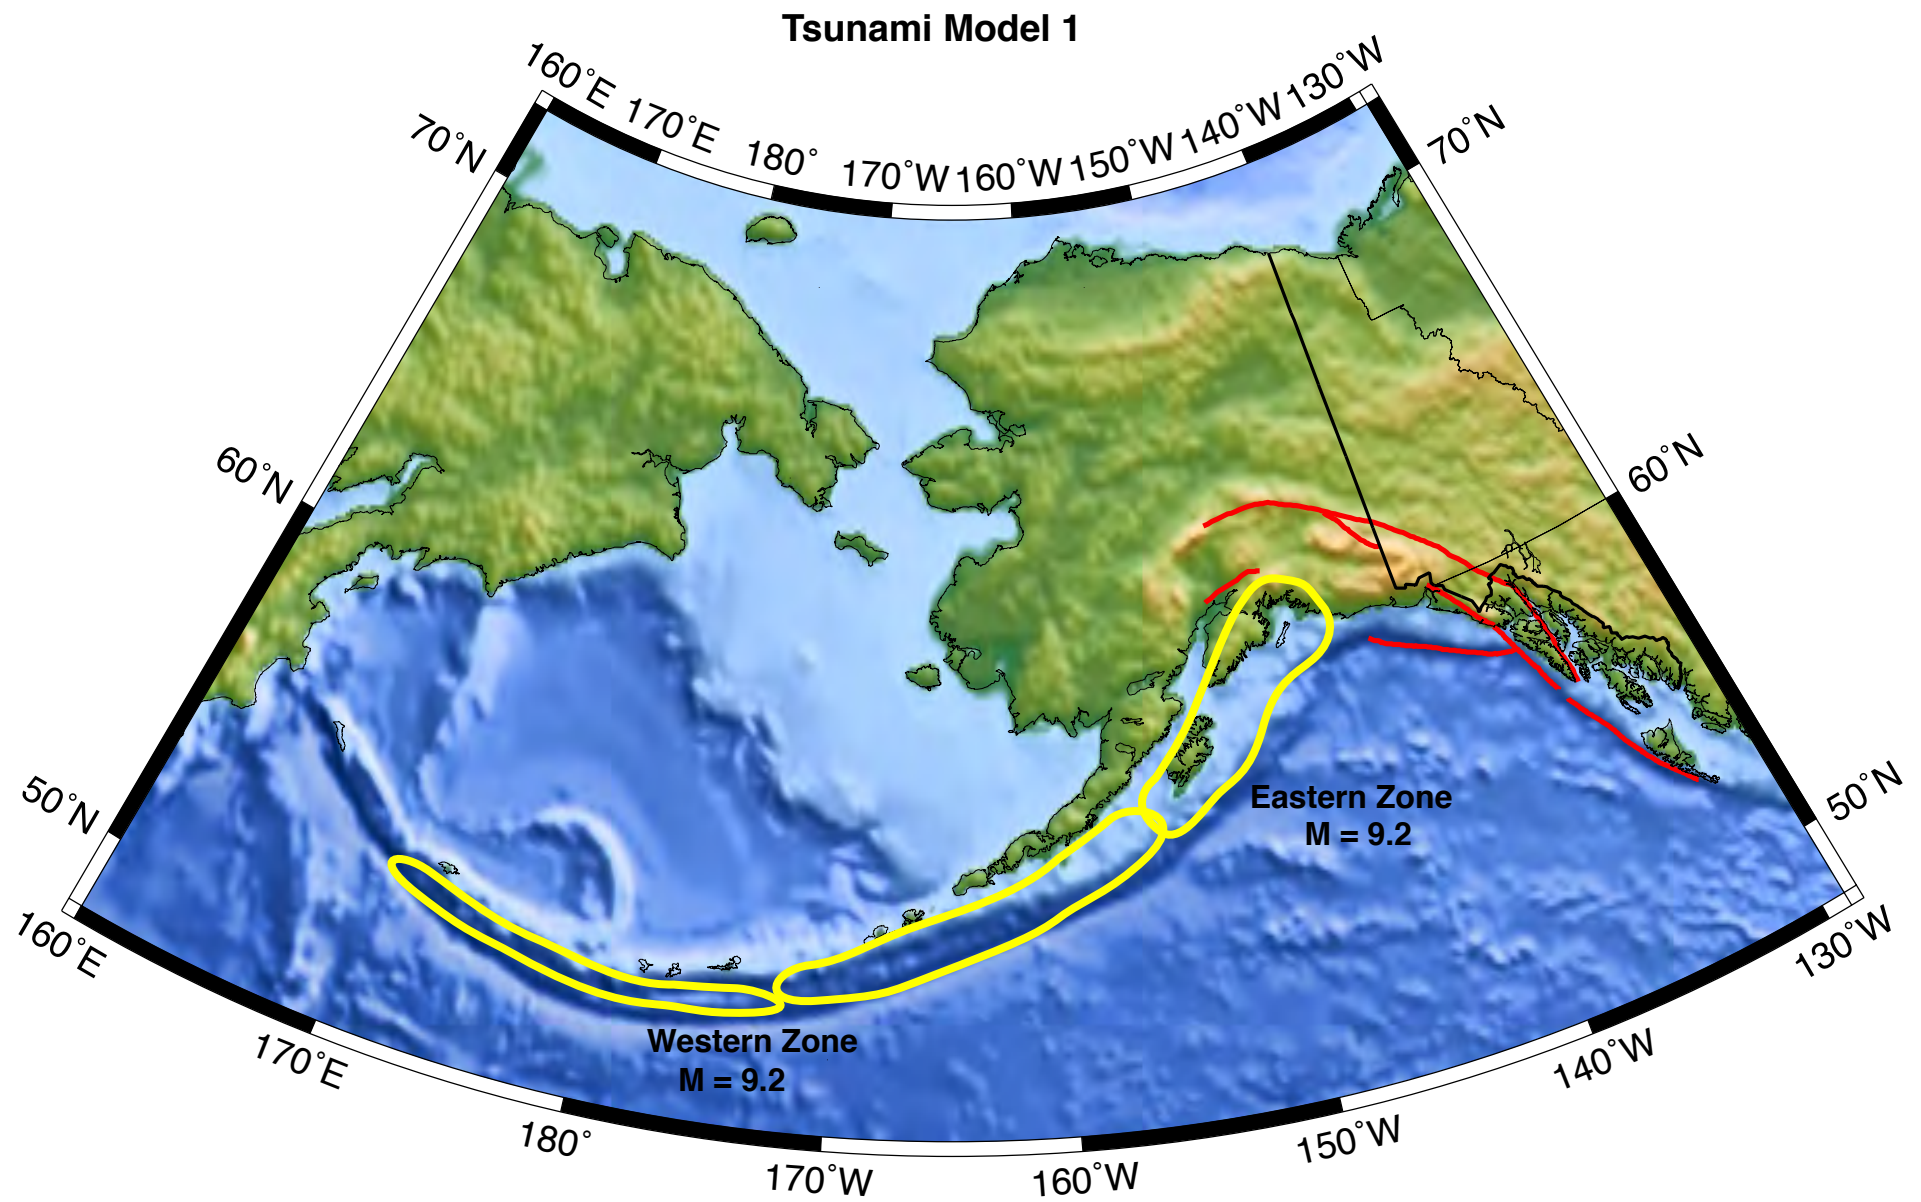 Tsunami Model 1
160˚E
170˚E
180˚
170˚W
160˚W
150˚W
140˚W
130˚W
70˚N
70˚N
60˚N
60˚N
50˚N
50˚N
Eastern Zone
M = 9.2
Western Zone
M = 9.2
160˚E
170˚E
180˚
170˚W
160˚W
150˚W
140˚W
130˚W